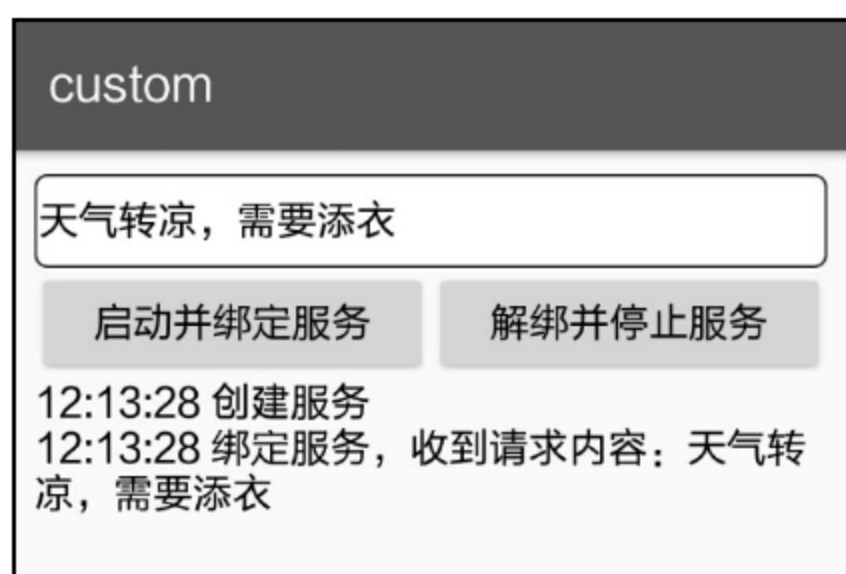 custom
天气转凉，需要添衣
启动并绑定服务
解绑并停止服务
12:13:28 创建服务
12:13:28 绑定服务，收到请求内容：天气转
凉，需要添衣